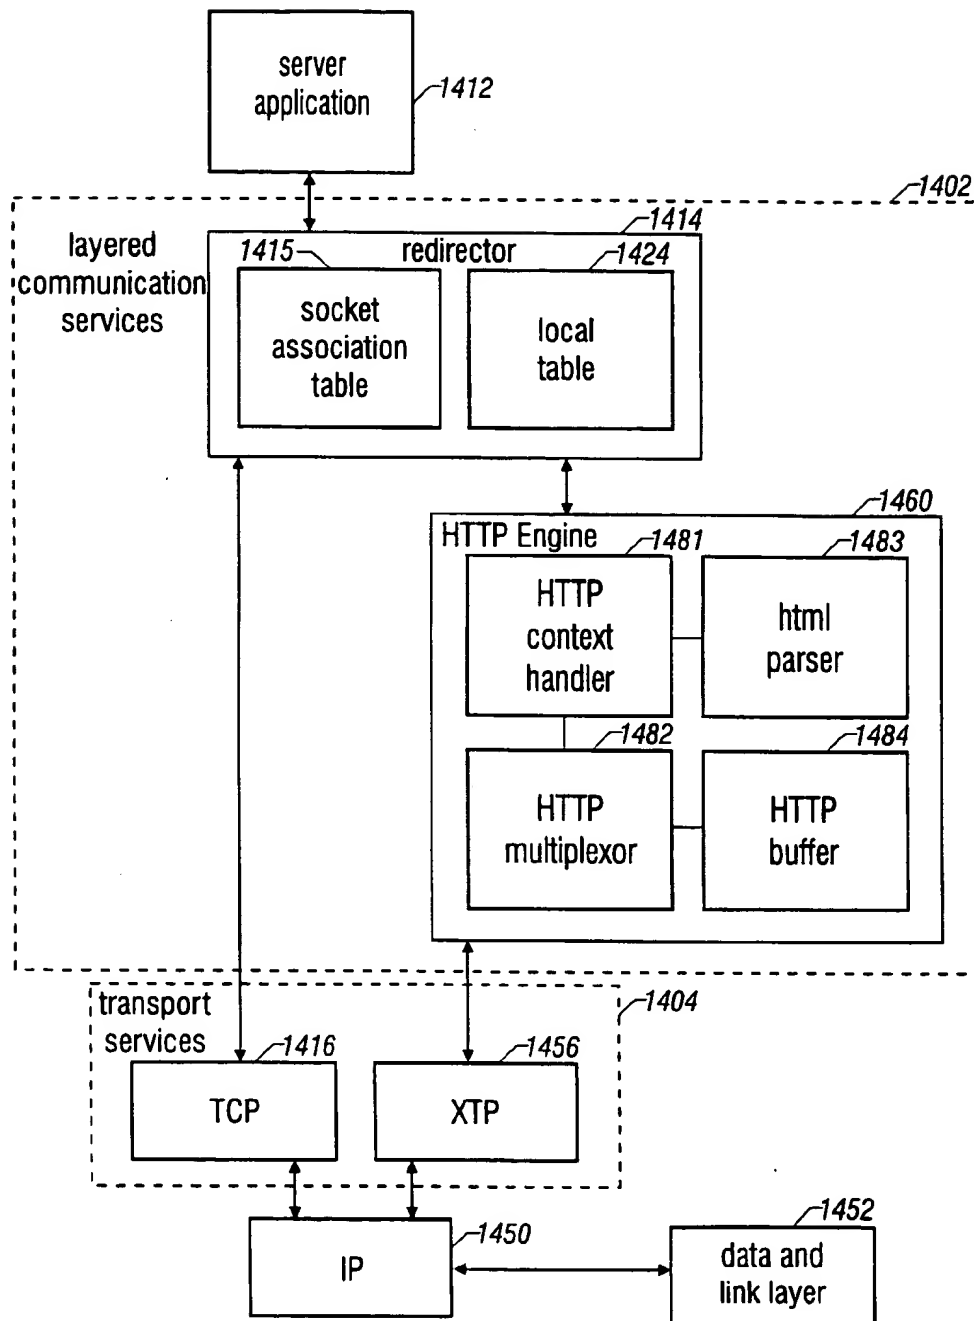 server
application
1412
1402
layered
communication
services
1414
redirector
1415
1424
socket
association
table
local
table
1460
HTTP Engine
1481
1483
HTTP
context
handler
html
parser
1482
1484
HTTP
multiplexor
HTTP
buffer
transport
services
1404
1416
1456
TCP
XTP
1450
IP
1452
data and
link layer